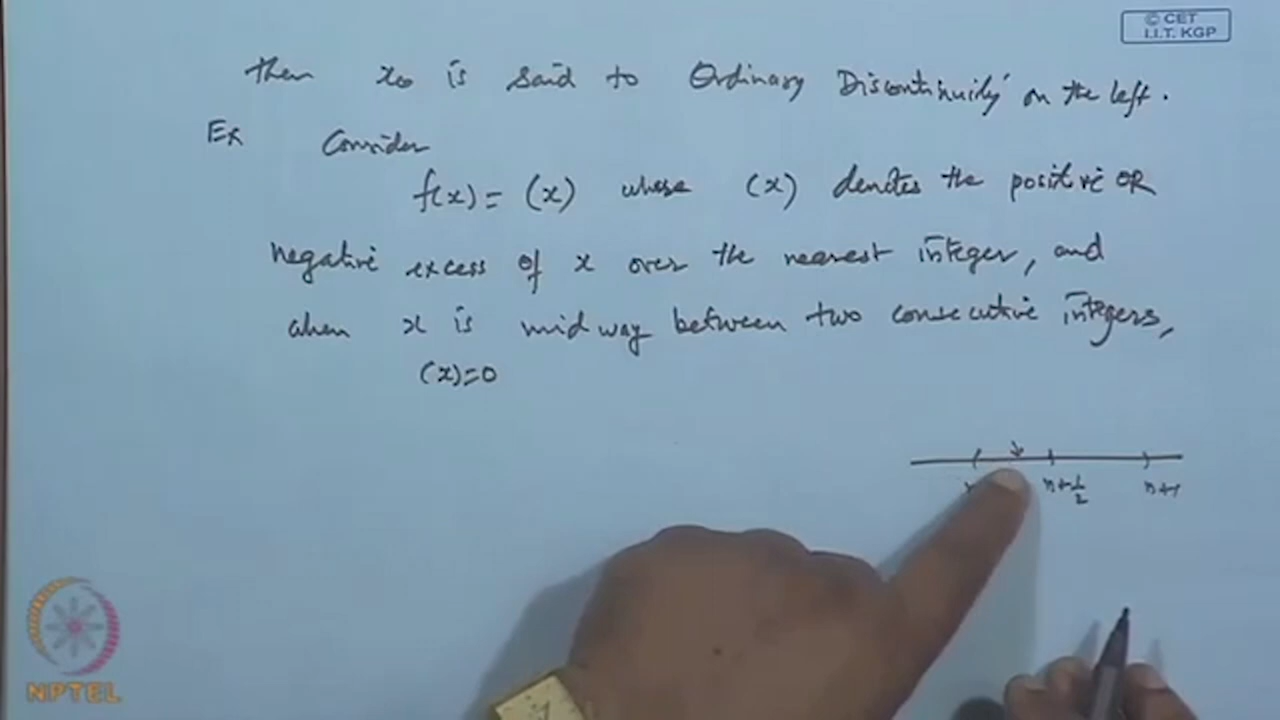 © CET
I.I.T. KGP
then x₀ is said to Ordinary Discontinuity on the left.
Ex Consider
f(x) = (x) where (x) denotes the positive OR
negative excess of x over the nearest integer, and
when x is midway between two consecutive integers,
(x)=0
n+1/2 n+1
NPTEL